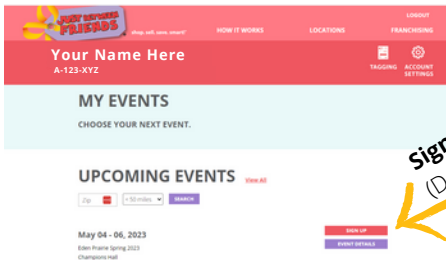 LOGOUT
JUST BETWEEN
FRIENDS
shop. sell. save. smart!
HOW IT WORKS LOCATIONS FRANCHISING
Your Name Here
A-123-XYZ
TAGGING ACCOUNT
SETTINGS
MY EVENTS
CHOOSE YOUR NEXT EVENT.
UPCOMING EVENTS View All
Zip < 50 miles SEARCH
Sign
(D
May 04 - 06, 2023
SIGN UP
Eden Prairie Spring 2023
EVENT DETAILS
Champions Hall